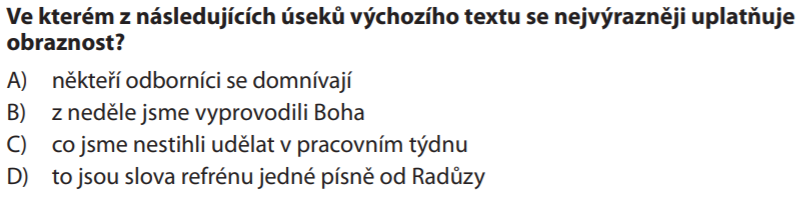 Ve kterém z následujících úseků výchozího textu se nejvýrazněji uplatňuje
obraznost?
A) někteří odborníci se domnívají
B) z neděle jsme vyprovodili Boha
C) co jsme nestihli udělat v pracovním týdnu
D) to jsou slova refrénu jedné písně od Radůzy